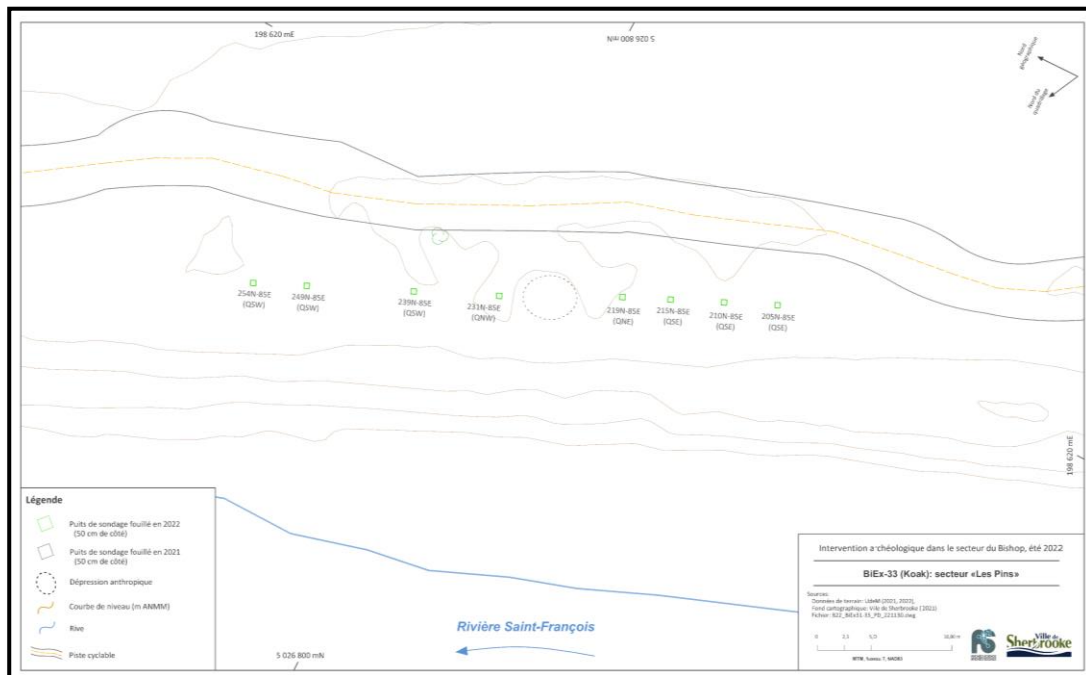 198 620 mE
5 026 800 mN
Nord géographique
Nord du quadrillage
254N-85E
(QSW)
249N-85E
(QSW)
239N-85E
(QSW)
231N-85E
(QNW)
219N-85E
(QNE)
215N-85E
(QSE)
210N-85E
(QSE)
205N-85E
(QSE)
198 620 mE
Légende
Puits de sondage fouillé en 2022
(50 cm de côté)
Puits de sondage fouillé en 2021
(50 cm de côté)
Dépression anthropique
Courbe de niveau (m ANMM)
Rive
Piste cyclable
5 026 800 mN
Rivière Saint-François
Intervention archéologique dans le secteur du Bishop, été 2022
BiEx-33 (Koak): secteur «Les Pins»
Sources:
Données de terrain: UdeM (2021, 2022),
Fond cartographique: Ville de Sherbrooke (2021)
Ville de
Sherbrooke